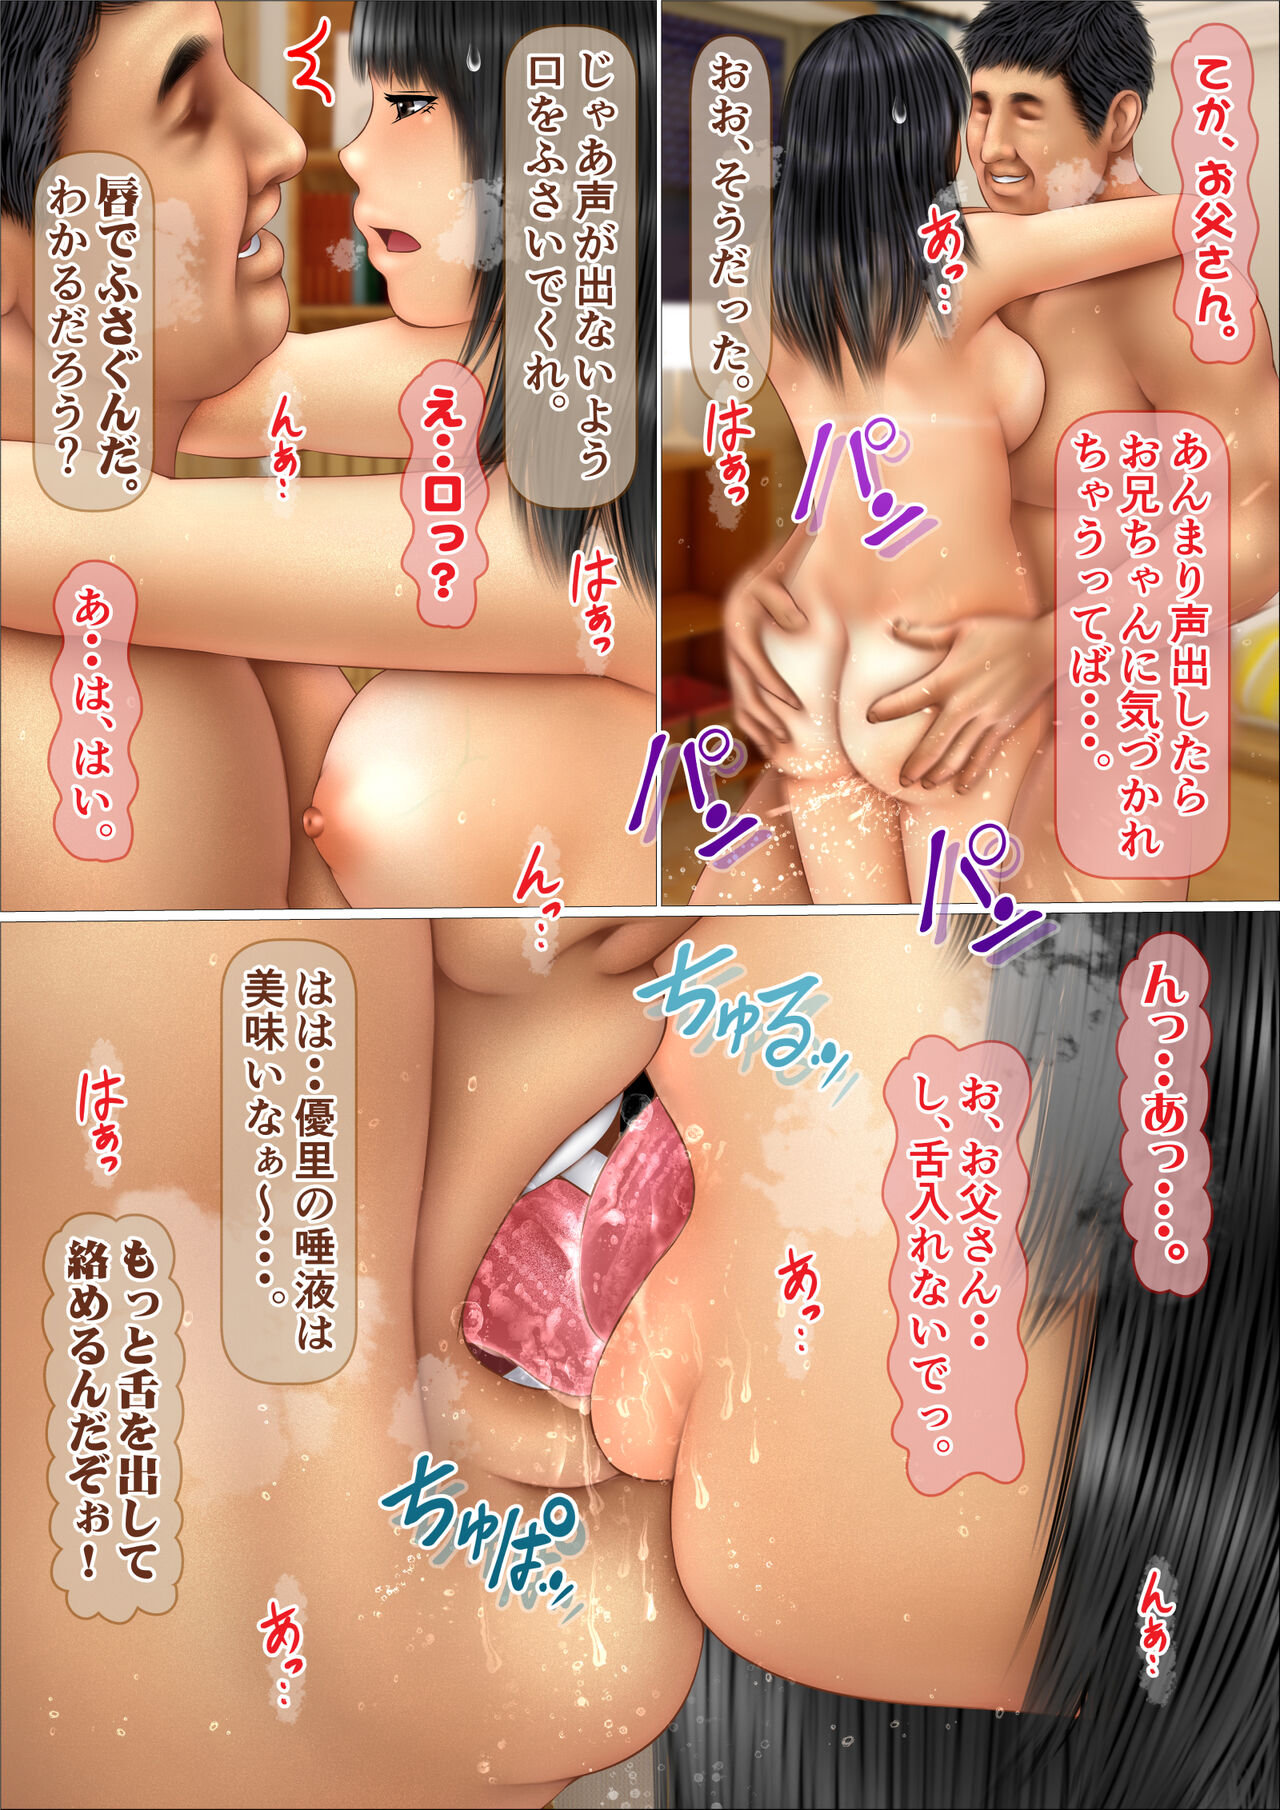 てか、お父さん。
あんまり声出したら
お兄ちゃんに気づかれ
ちゃうってば・・・。
おお、そうだった。
あっ…
はぁっ
パンッ
パンッ
パンッ
じゃあ声が出ないよう
口をふさいでくれ。
え・・口っ?
唇でふさぐんだ。
わかるだろう?
あ・・は、はい。
んぁ…
はぁっ
んっ…
んっ・・あっ・・・。
お、お父さん・・
し、舌入れないでっ。
はは・・優里の唾液は
美味いなぁ〜・・・。
もっと舌を出して
絡めるんだぞぉ!
ちゅるッ
ちゅぱッ
はぁっ
あっ…
あっ…
んぁ…